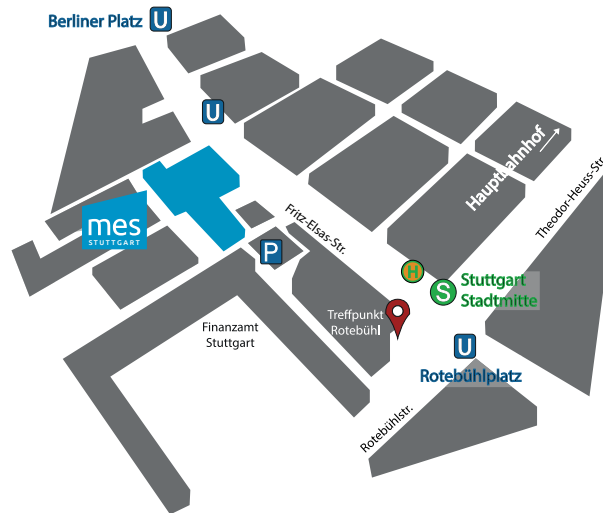 Berliner Platz U
U
Hauptbahnhof
Theodor-Heuss-Str.
mes
STUTTGART
Fritz-Elsas-Str.
P
H
S
Stuttgart
Stadtmitte
Treffpunkt
Rotebühl
Finanzamt
Stuttgart
U
Rotebühlplatz
Rotebühlstr.